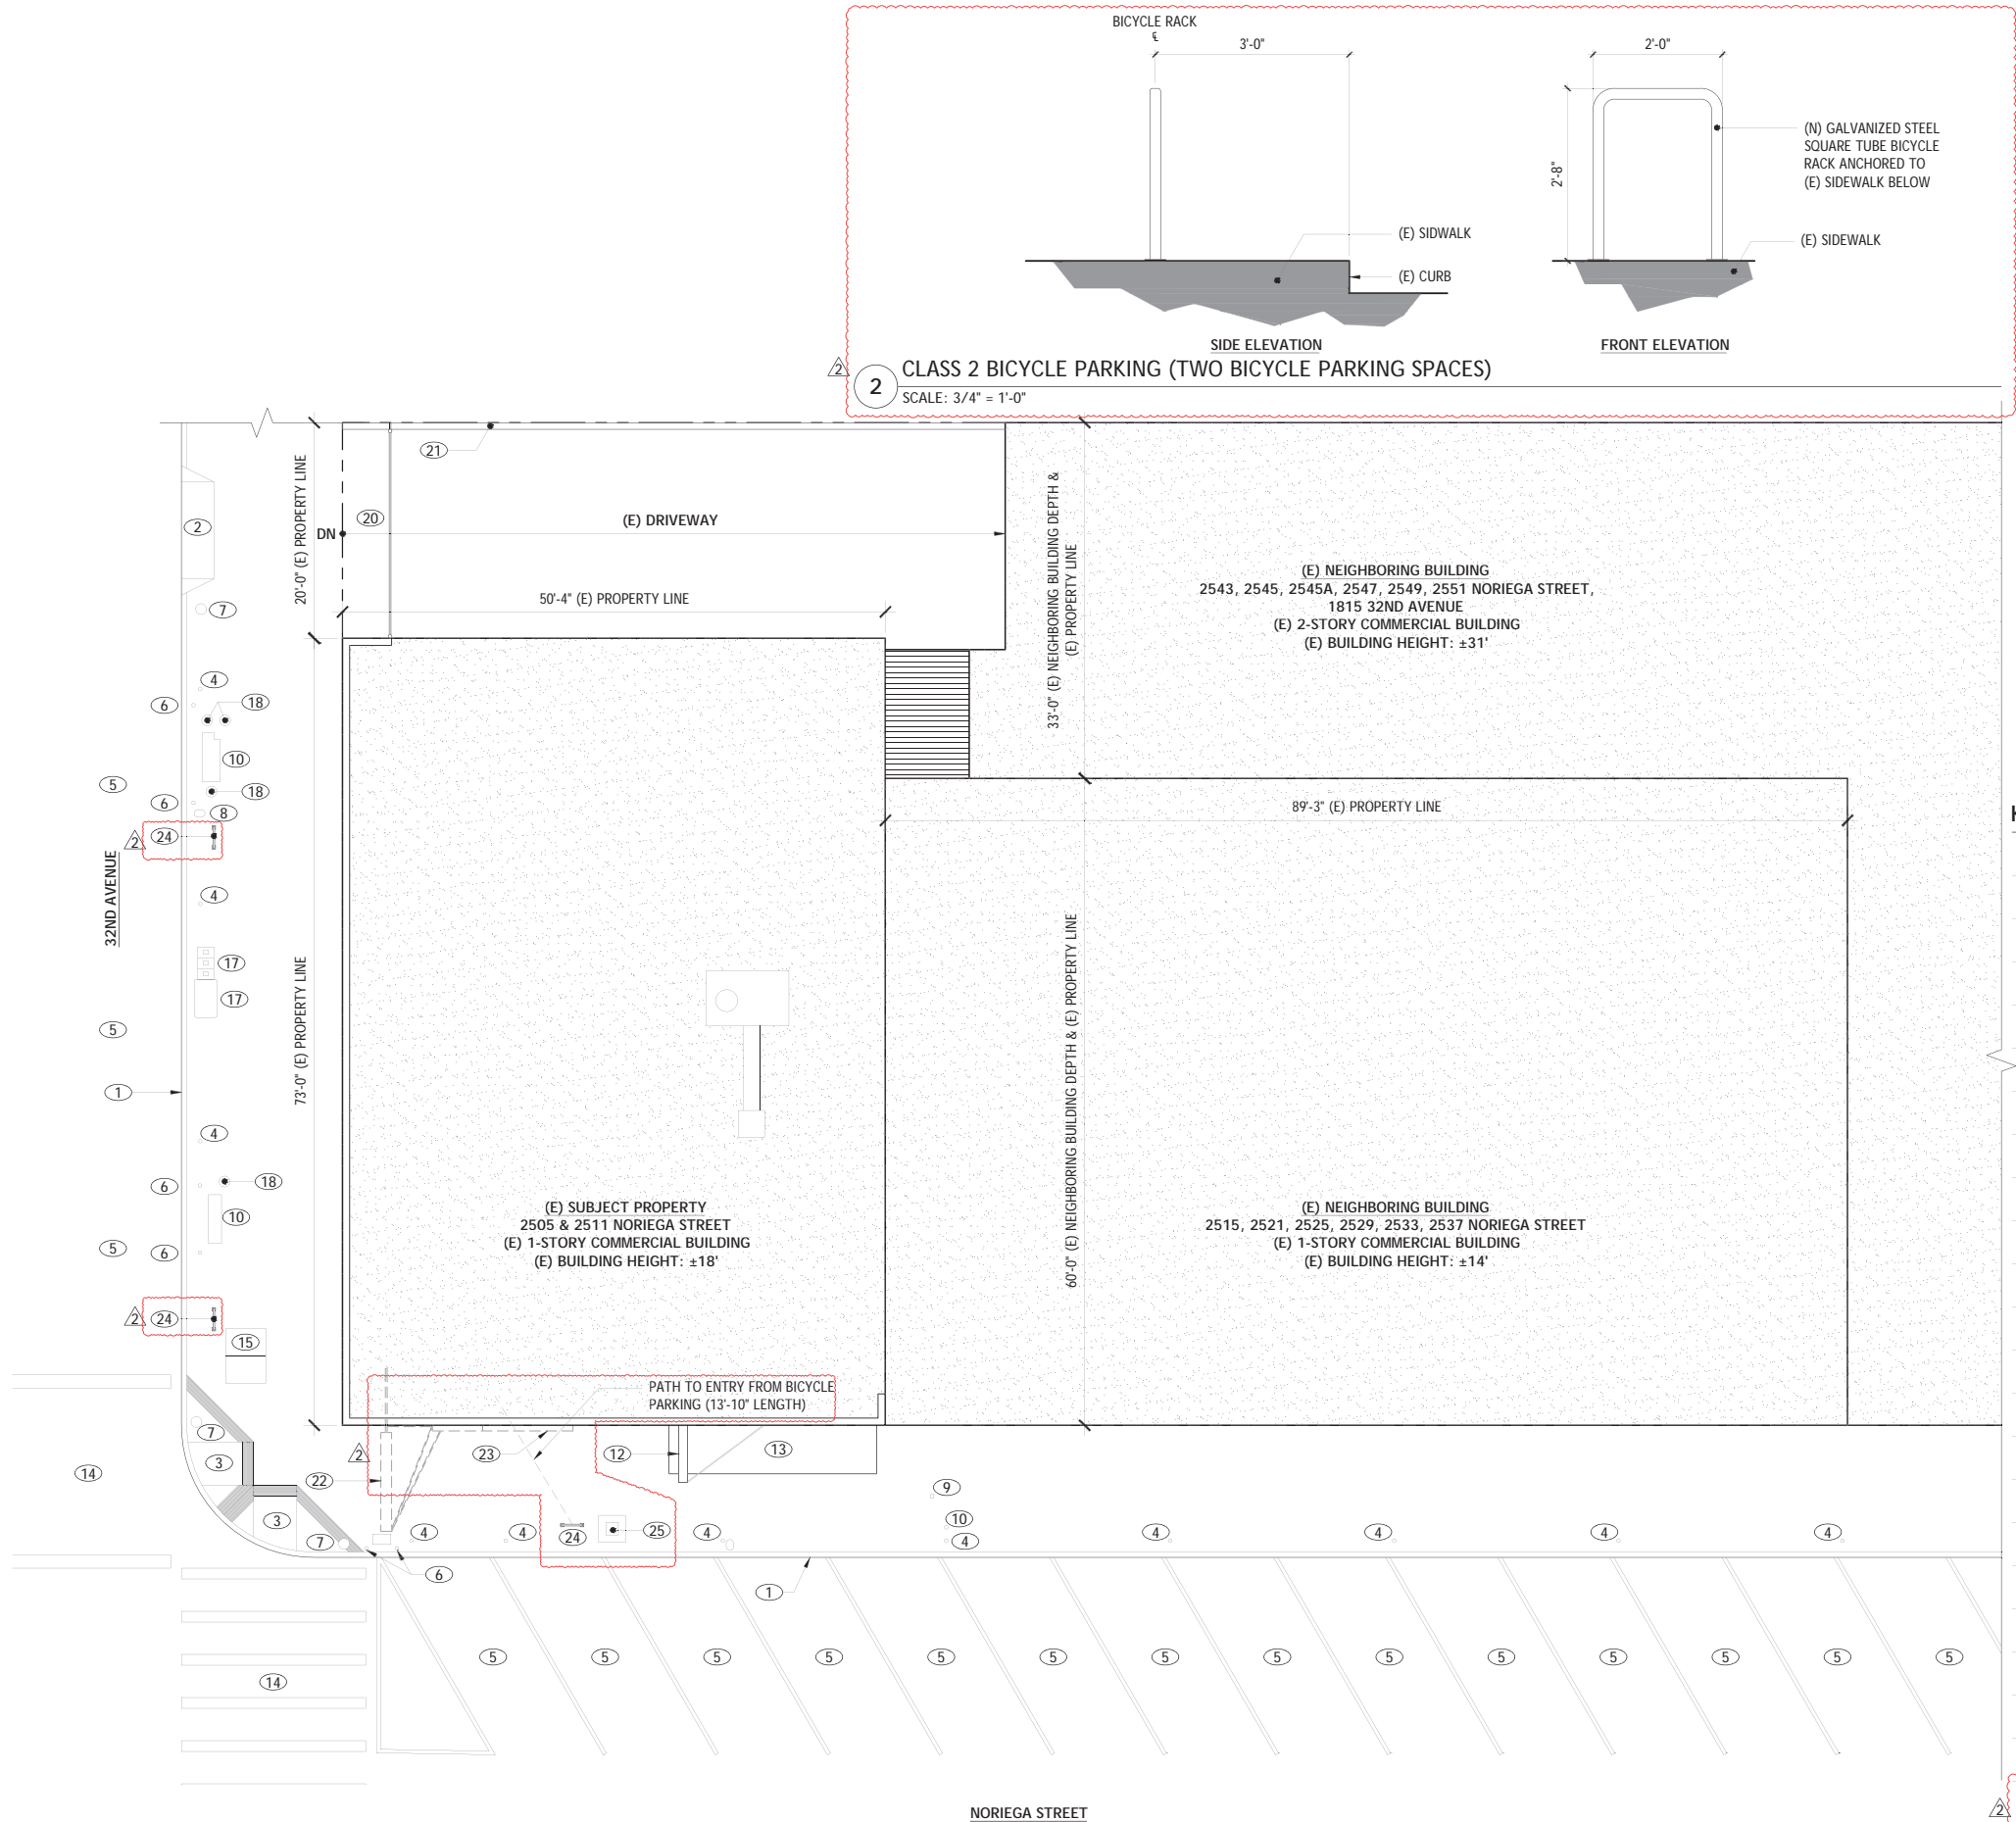 BICYCLE RACK
℄
3'-0"
2'-0"
2'-8"
(N) GALVANIZED STEEL
SQUARE TUBE BICYCLE
RACK ANCHORED TO
(E) SIDEWALK BELOW
(E) SIDWALK
(E) SIDEWALK
(E) CURB
SIDE ELEVATION
FRONT ELEVATION
2
2
CLASS 2 BICYCLE PARKING (TWO BICYCLE PARKING SPACES)
SCALE: 3/4" = 1'-0"
21
20'-0" (E) PROPERTY LINE
2
20
DN
(E) DRIVEWAY
50'-4" (E) PROPERTY LINE
33'-0" (E) NEIGHBORING BUILDING DEPTH &
(E) PROPERTY LINE
(E) NEIGHBORING BUILDING
2543, 2545, 2545A, 2547, 2549, 2551 NORIEGA STREET,
1815 32ND AVENUE
(E) 2-STORY COMMERCIAL BUILDING
(E) BUILDING HEIGHT: ±31'
7
4
6
18
10
5
18
6
8
2
24
89'-3" (E) PROPERTY LINE
32ND AVENUE
4
17
17
5
73'-0" (E) PROPERTY LINE
60'-0" (E) NEIGHBORING BUILDING DEPTH & (E) PROPERTY LINE
1
4
6
18
10
5
6
(E) SUBJECT PROPERTY
2505 & 2511 NORIEGA STREET
(E) 1-STORY COMMERCIAL BUILDING
(E) BUILDING HEIGHT: ±18'
(E) NEIGHBORING BUILDING
2515, 2521, 2525, 2529, 2533, 2537 NORIEGA STREET
(E) 1-STORY COMMERCIAL BUILDING
(E) BUILDING HEIGHT: ±14'
2
24
15
PATH TO ENTRY FROM BICYCLE
PARKING (13'-10" LENGTH)
7
3
14
2
22
23
12
13
9
3
7
4
4
24
25
4
10
4
4
4
4
4
6
1
5
5
5
5
5
5
5
5
5
5
5
5
5
5
14
NORIEGA STREET
2